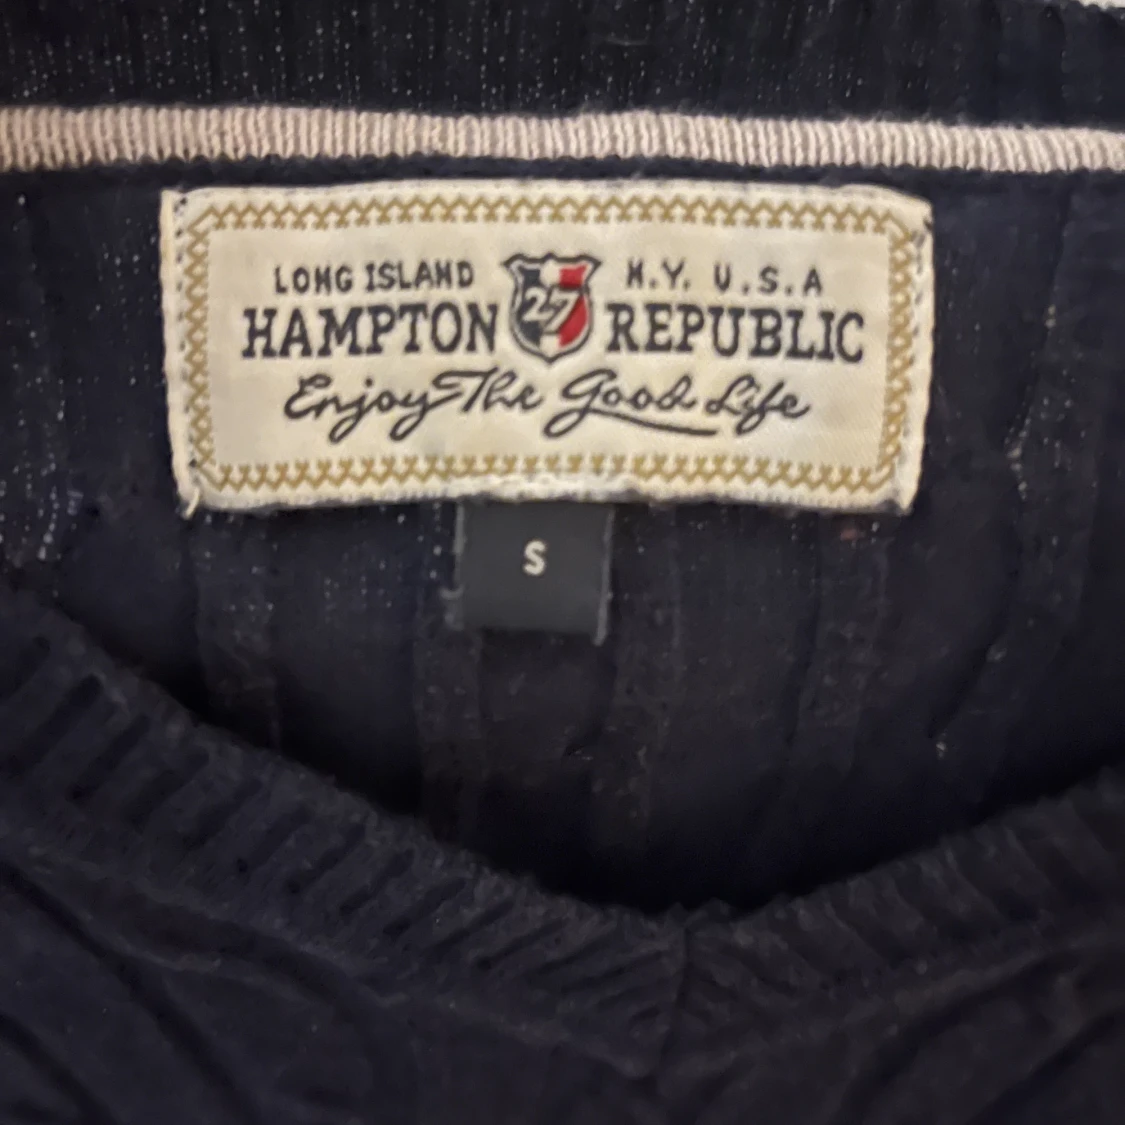 LONG ISLAND N.Y. U.S.A
HAMPTON 27 REPUBLIC
Enjoy The Good Life
S